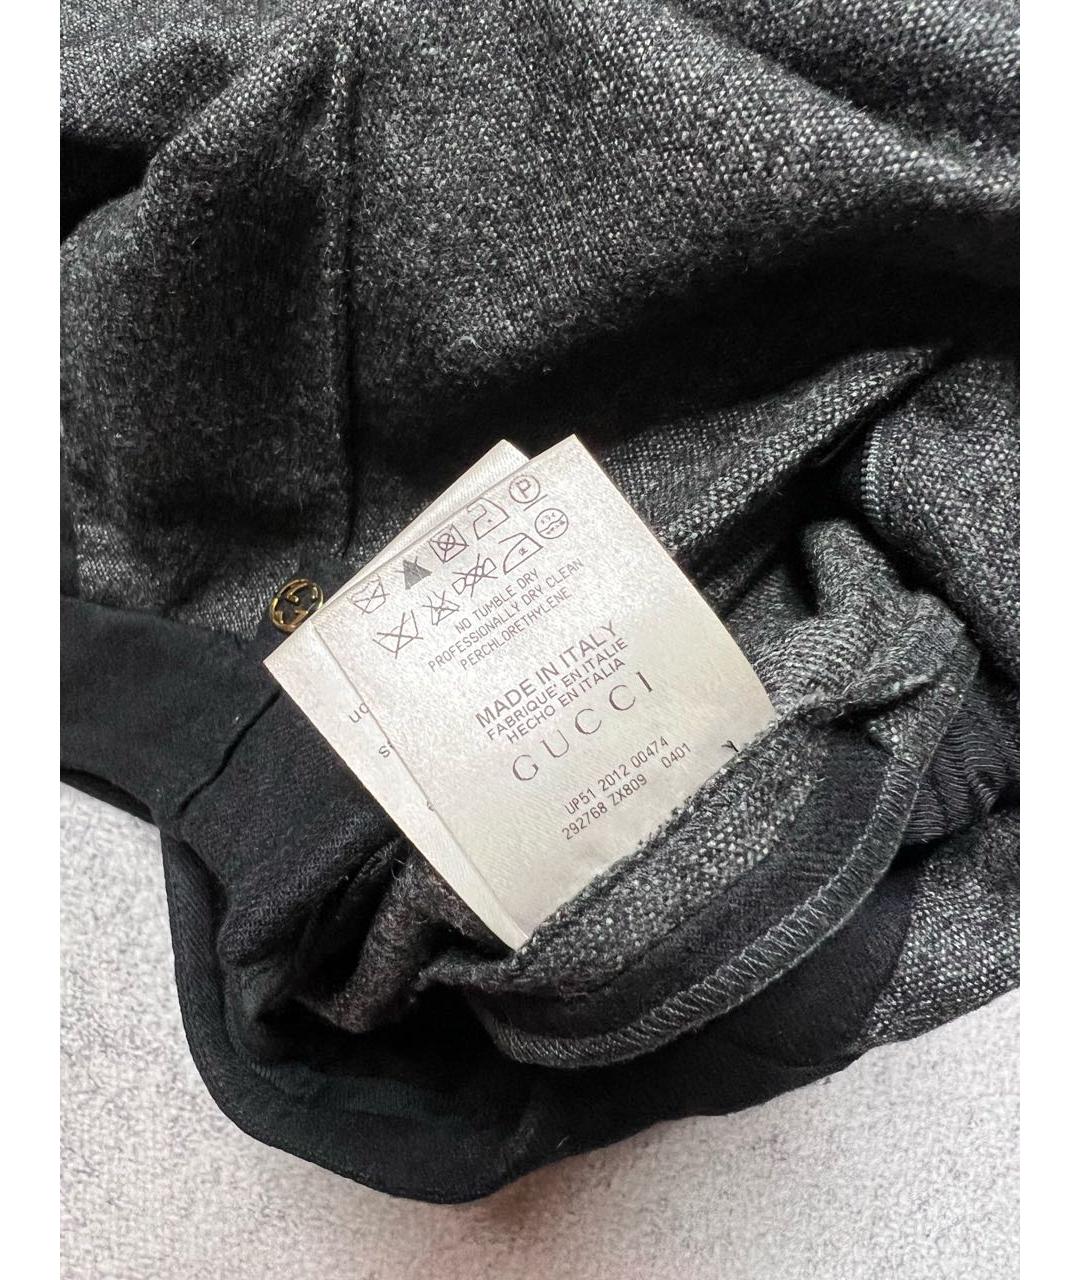 P
NO TUMBLE DRY
PROFESSIONALLY DRY CLEAN
PERCHLORETHYLENE
MADE IN ITALY
FABRIQUE' EN ITALIE
HECHO EN ITALIA
GUCCI
UP51 2012 00474
292768 ZX809 0401